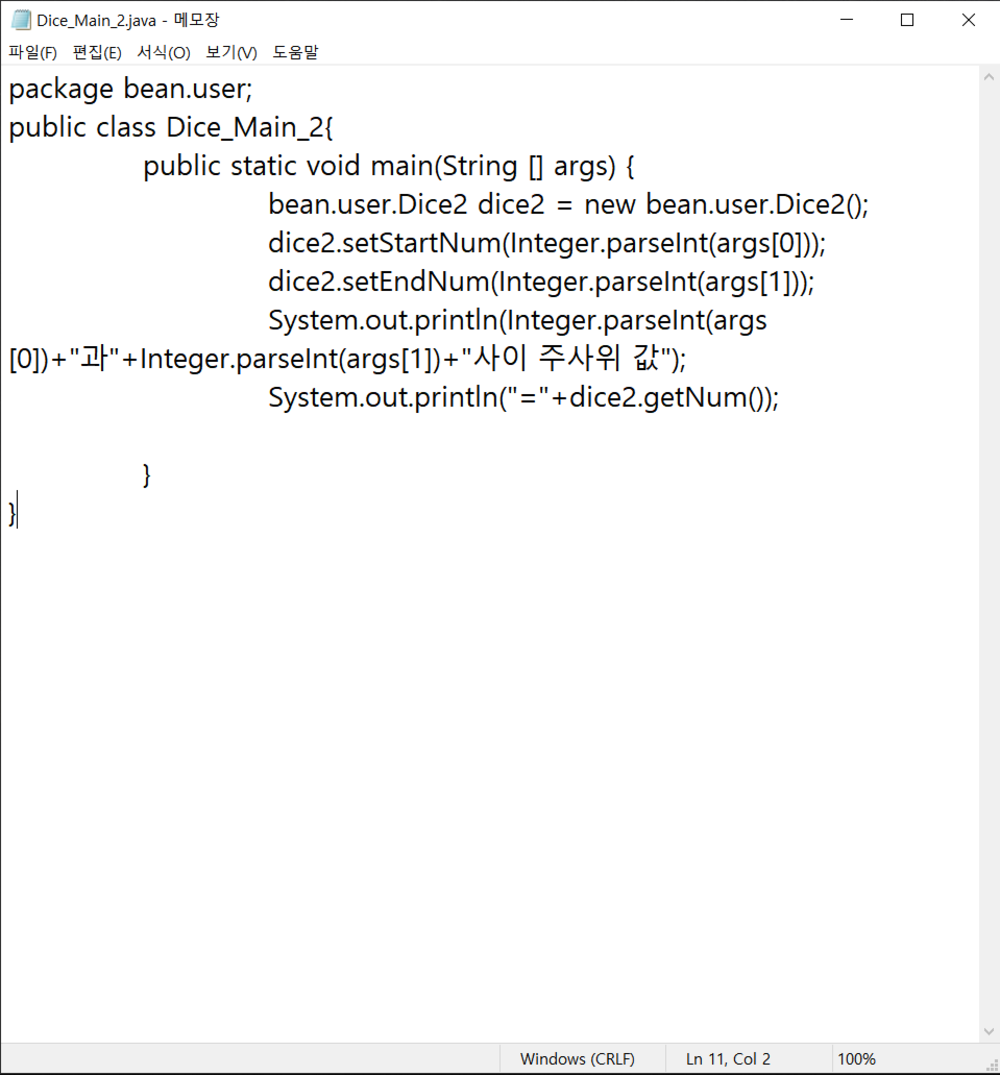 Dice_Main_2.java - 메모장
파일(F) 편집(E) 서식(O) 보기(V) 도움말
package bean.user;
public class Dice_Main_2{
public static void main(String [] args) {
bean.user.Dice2 dice2 = new bean.user.Dice2();
dice2.setStartNum(Integer.parseInt(args[0]));
dice2.setEndNum(Integer.parseInt(args[1]));
System.out.println(Integer.parseInt(args
[0])+"과"+Integer.parseInt(args[1])+"사이 주사위 값");
System.out.println("="+dice2.getNum());
}
}
Windows (CRLF) Ln 11, Col 2 100%